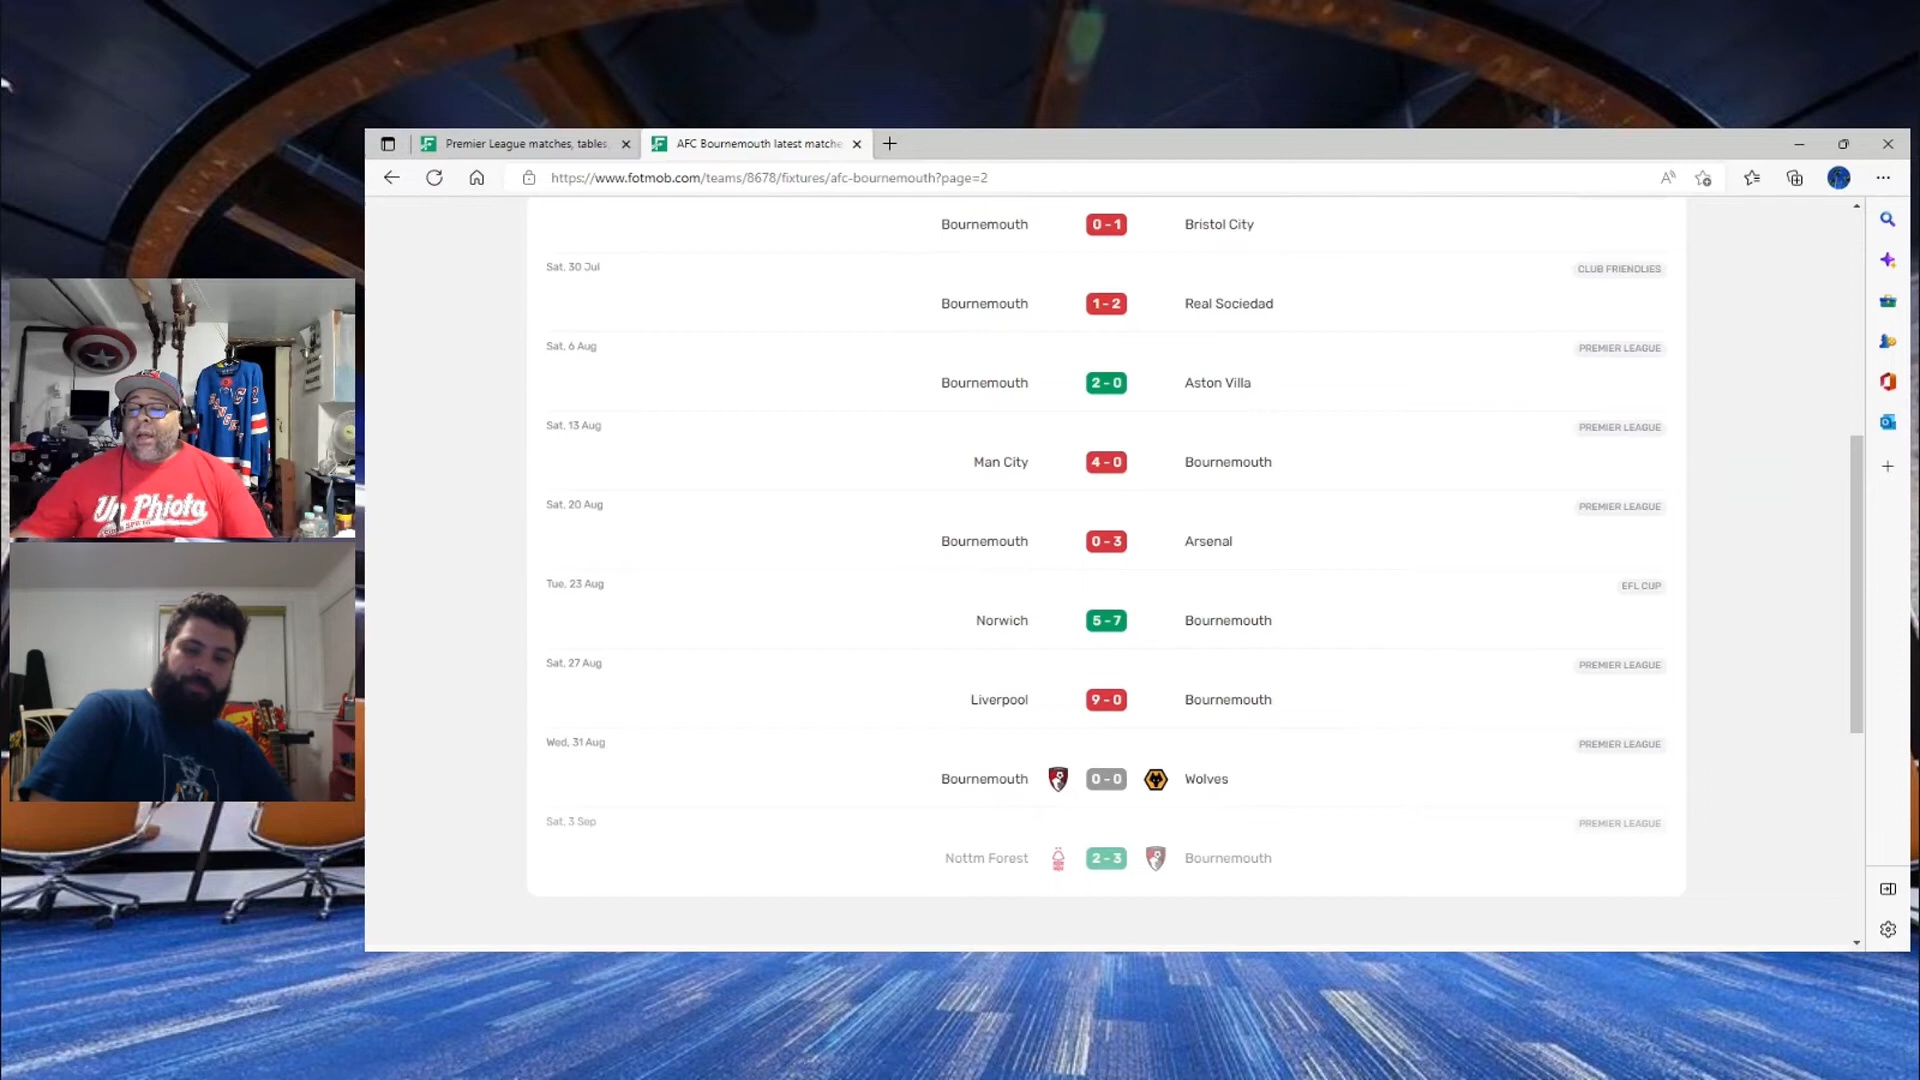 Premier League matches, tables,
AFC Bournemouth latest matche
https://www.fotmob.com/teams/8678/fixtures/afc-bournemouth?page=2
Bournemouth 0 - 1 Bristol City
Sat, 30 Jul CLUB FRIENDLIES
Bournemouth 1 - 2 Real Sociedad
Sat, 6 Aug PREMIER LEAGUE
Bournemouth 2 - 0 Aston Villa
Sat, 13 Aug PREMIER LEAGUE
Man City 4 - 0 Bournemouth
Sat, 20 Aug PREMIER LEAGUE
Bournemouth 0 - 3 Arsenal
Tue, 23 Aug EFL CUP
Norwich 5 - 7 Bournemouth
Sat, 27 Aug PREMIER LEAGUE
Liverpool 9 - 0 Bournemouth
Wed, 31 Aug PREMIER LEAGUE
Bournemouth 0 - 0 Wolves
Sat, 3 Sep PREMIER LEAGUE
Nottm Forest 2 - 3 Bournemouth
Un Phiota